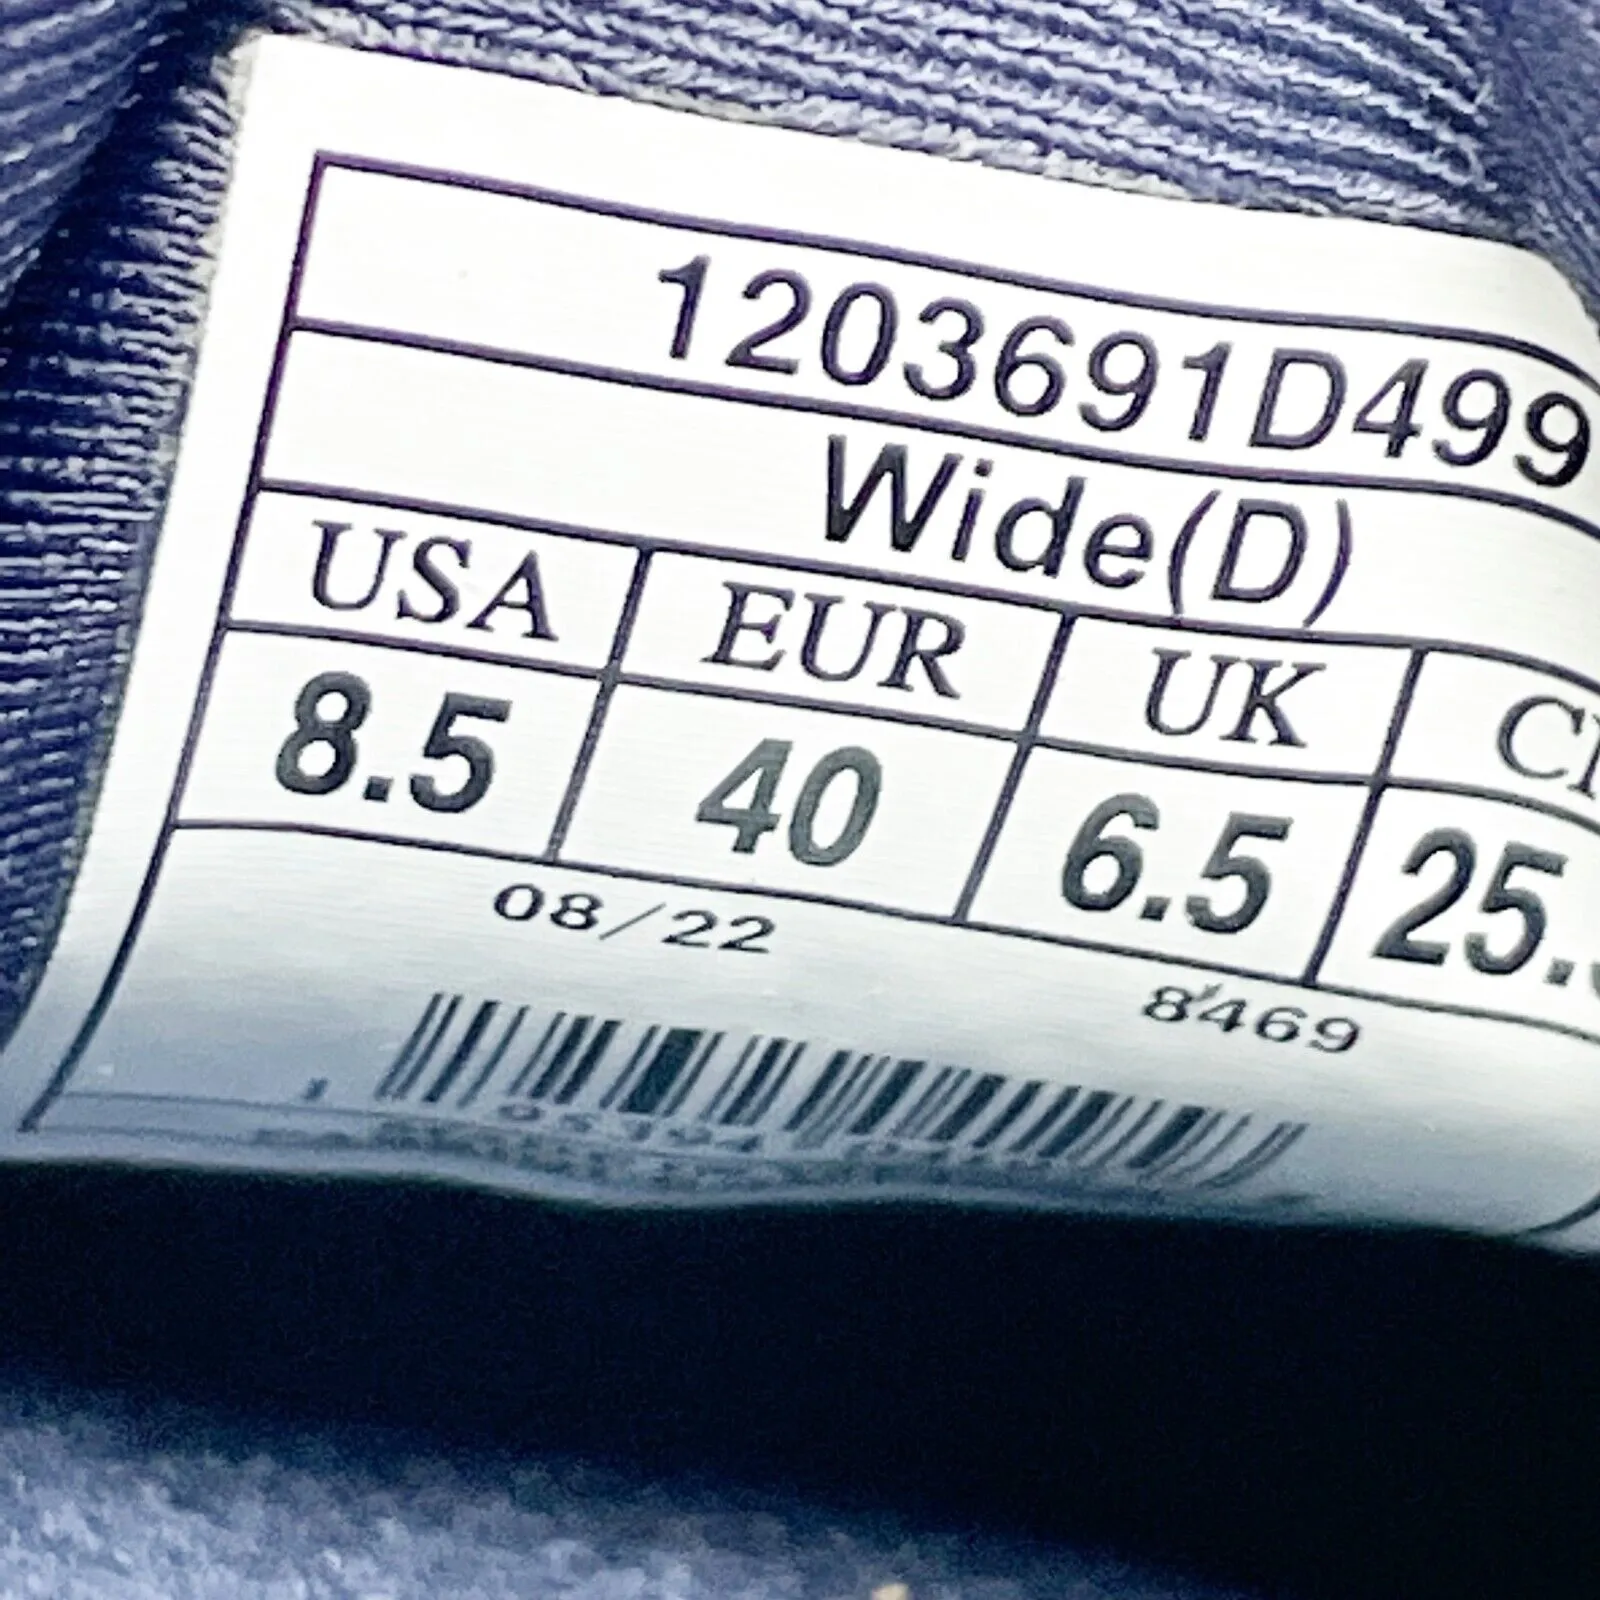 1203691D499
Wide(D)
USA EUR UK
8.5 40 6.5 25.
08/22
8469